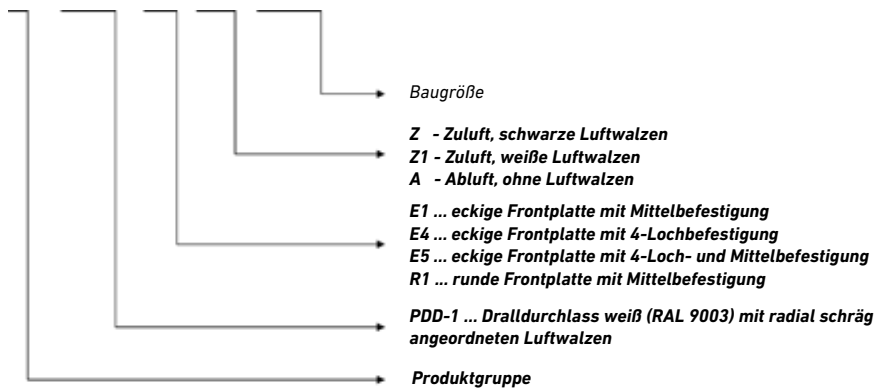 Baugröße
Z - Zuluft, schwarze Luftwalzen
Z1 - Zuluft, weiße Luftwalzen
A - Abluft, ohne Luftwalzen
E1 ... eckige Frontplatte mit Mittelbefestigung
E4 ... eckige Frontplatte mit 4-Lochbefestigung
E5 ... eckige Frontplatte mit 4-Loch- und Mittelbefestigung
R1 ... runde Frontplatte mit Mittelbefestigung
PDD-1 ... Dralldurchlass weiß (RAL 9003) mit radial schräg
angeordneten Luftwalzen
Produktgruppe